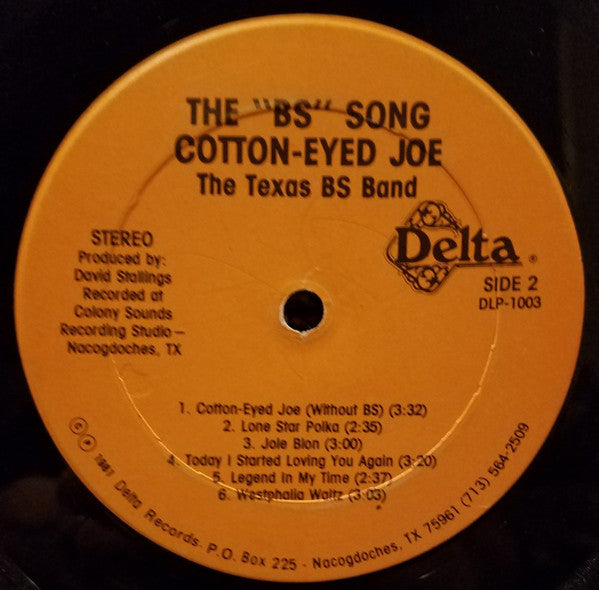 THE "BS" SONG
COTTON-EYED JOE
The Texas BS Band
STEREO
Produced by:
David Stallings
Recorded at
Colony Sounds
Recording Studio—
Nacogdoches, TX
Delta ®
SIDE 2
DLP-1003
1. Cotton-Eyed Joe (Without BS) (3:32)
2. Lone Star Polka (2:35)
3. Jole Blon (3:00)
4. Today I Started Loving You Again (3:20)
5. Legend In My Time (2:37)
6. Westphalia Waltz (3:03)
© ℗ 1981 Delta Records. P.O. Box 225 - Nacogdoches, TX 75961 (713) 564-2509